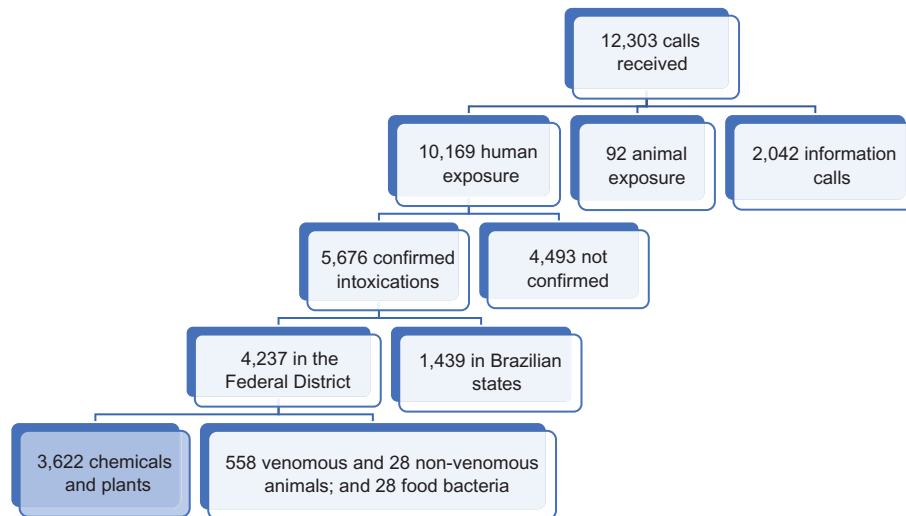 12,303 calls
received
10,169 human
exposure
92 animal
exposure
2,042 information
calls
5,676 confirmed
intoxications
4,493 not
confirmed
4,237 in the
Federal District
1,439 in Brazilian
states
3,622 chemicals
and plants
558 venomous and 28 non-venomous
animals; and 28 food bacteria